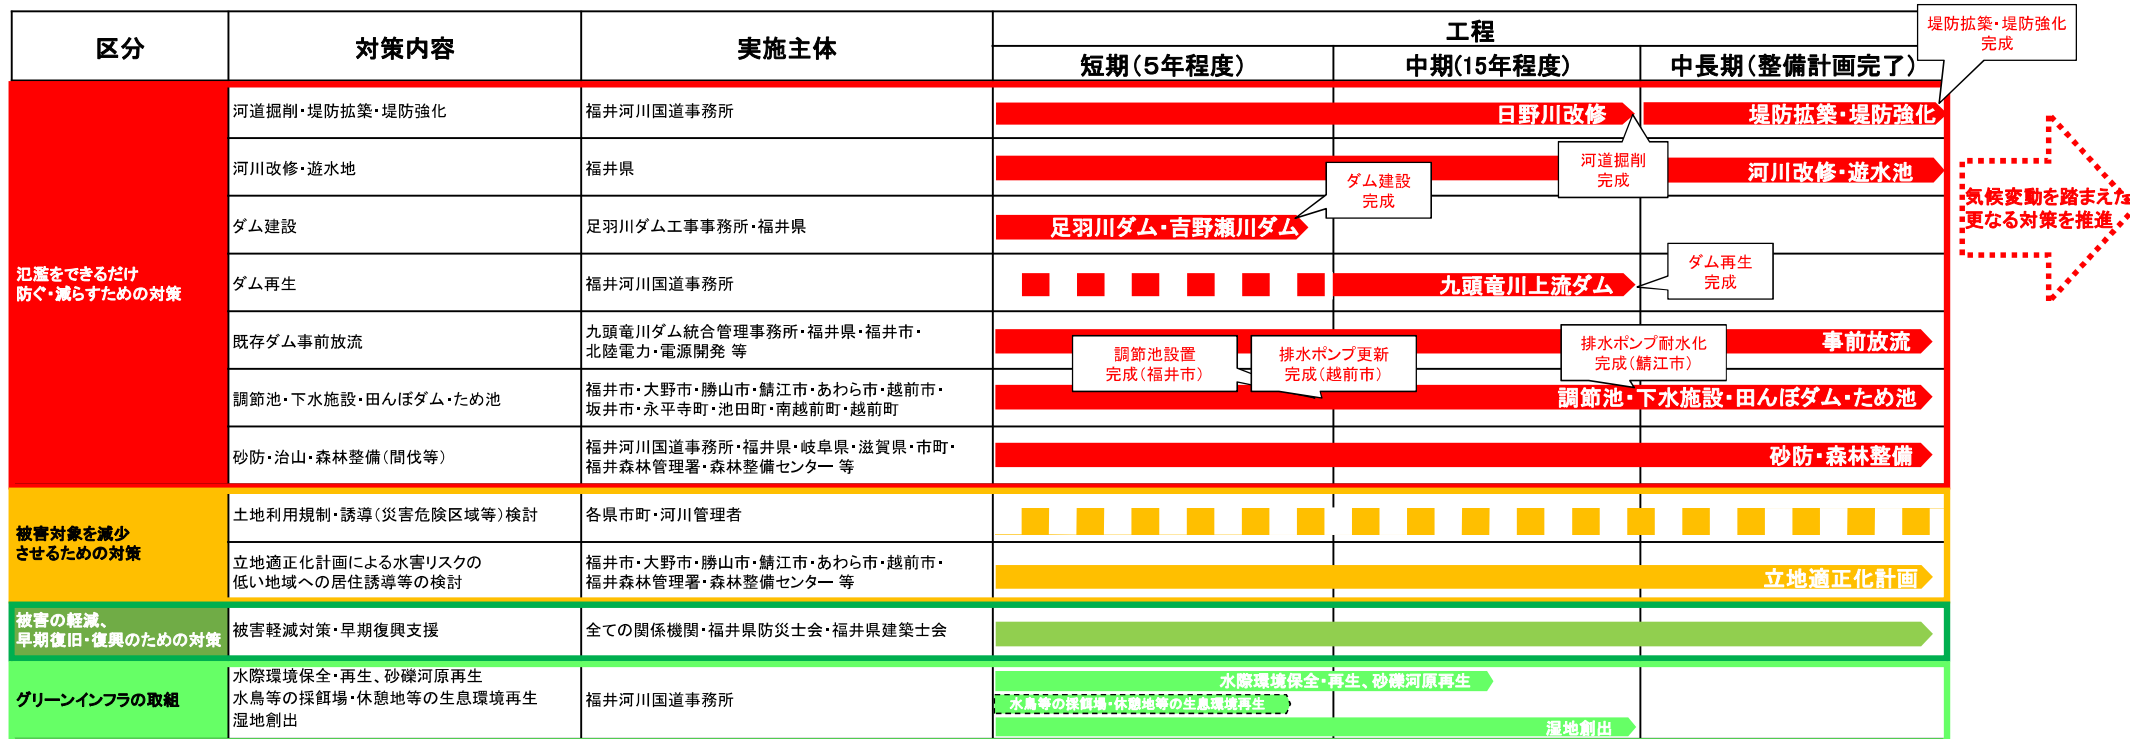 区分
対策内容
実施主体
工程
短期(5年程度)
中期(15年程度)
中長期(整備計画完了)
堤防拡築・堤防強化
完成
氾濫をできるだけ
防ぐ・減らすための対策
河道掘削・堤防拡築・堤防強化
福井河川国道事務所
日野川改修
堤防拡築・堤防強化
河道掘削
完成
河川改修・遊水地
福井県
河川改修・遊水池
ダム建設
完成
ダム建設
足羽川ダム工事事務所・福井県
足羽川ダム・吉野瀬川ダム
ダム再生
福井河川国道事務所
九頭竜川上流ダム
ダム再生
完成
既存ダム事前放流
九頭竜川ダム統合管理事務所・福井県・福井市・
北陸電力・電源開発 等
事前放流
調節池設置
完成(福井市)
排水ポンプ更新
完成(越前市)
排水ポンプ耐水化
完成(鯖江市)
調節池・下水施設・田んぼダム・ため池
福井市・大野市・勝山市・鯖江市・あわら市・越前市・
坂井市・永平寺町・池田町・南越前町・越前町
調節池・下水施設・田んぼダム・ため池
砂防・治山・森林整備(間伐等)
福井河川国道事務所・福井県・岐阜県・滋賀県・市町・
福井森林管理署・森林整備センター 等
砂防・森林整備
気候変動を踏まえた
更なる対策を推進
被害対象を減少
させるための対策
土地利用規制・誘導(災害危険区域等)検討
各県市町・河川管理者
立地適正化計画による水害リスクの
低い地域への居住誘導等の検討
福井市・大野市・勝山市・鯖江市・あわら市・越前市・
福井森林管理署・森林整備センター 等
立地適正化計画
被害の軽減、
早期復旧・復興のための対策
被害軽減対策・早期復興支援
全ての関係機関・福井県防災士会・福井県建築士会
グリーンインフラの取組
水際環境保全・再生、砂礫河原再生
水鳥等の採餌場・休憩地等の生息環境再生
湿地創出
福井河川国道事務所
水際環境保全・再生、砂礫河原再生
水鳥等の採餌場・休憩地等の生息環境再生
湿地創出